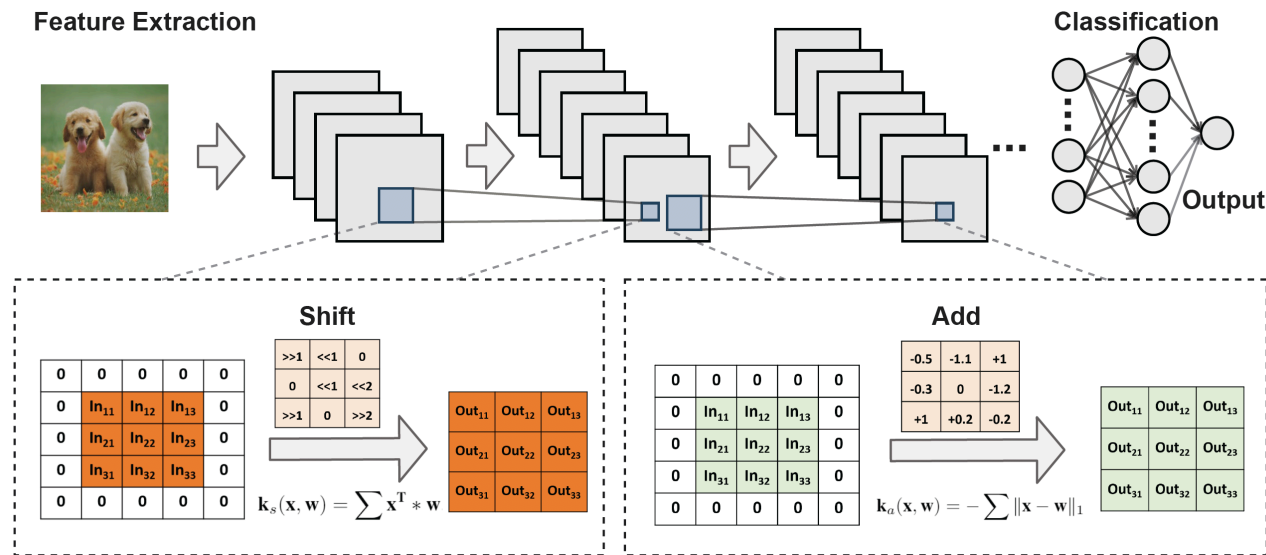 Feature Extraction
Classification
Output
Shift
>>1 <<1 0
0 <<1 <<2
>>1 0 >>2
0 0 0 0 0
0 In₁₁ In₁₂ In₁₃ 0
0 In₂₁ In₂₂ In₂₃ 0
0 In₃₁ In₃₂ In₃₃ 0
0 0 0 0 0
Out₁₁ Out₁₂ Out₁₃
Out₂₁ Out₂₂ Out₂₃
Out₃₁ Out₃₂ Out₃₃
k_s(x, w) = ∑ x^T * w
Add
-0.5 -1.1 +1
-0.3 0 -1.2
+1 +0.2 -0.2
0 0 0 0 0
0 In₁₁ In₁₂ In₁₃ 0
0 In₂₁ In₂₂ In₂₃ 0
0 In₃₁ In₃₂ In₃₃ 0
0 0 0 0 0
Out₁₁ Out₁₂ Out₁₃
Out₂₁ Out₂₂ Out₂₃
Out₃₁ Out₃₂ Out₃₃
k_a(x, w) = − ∑ ‖x − w‖₁